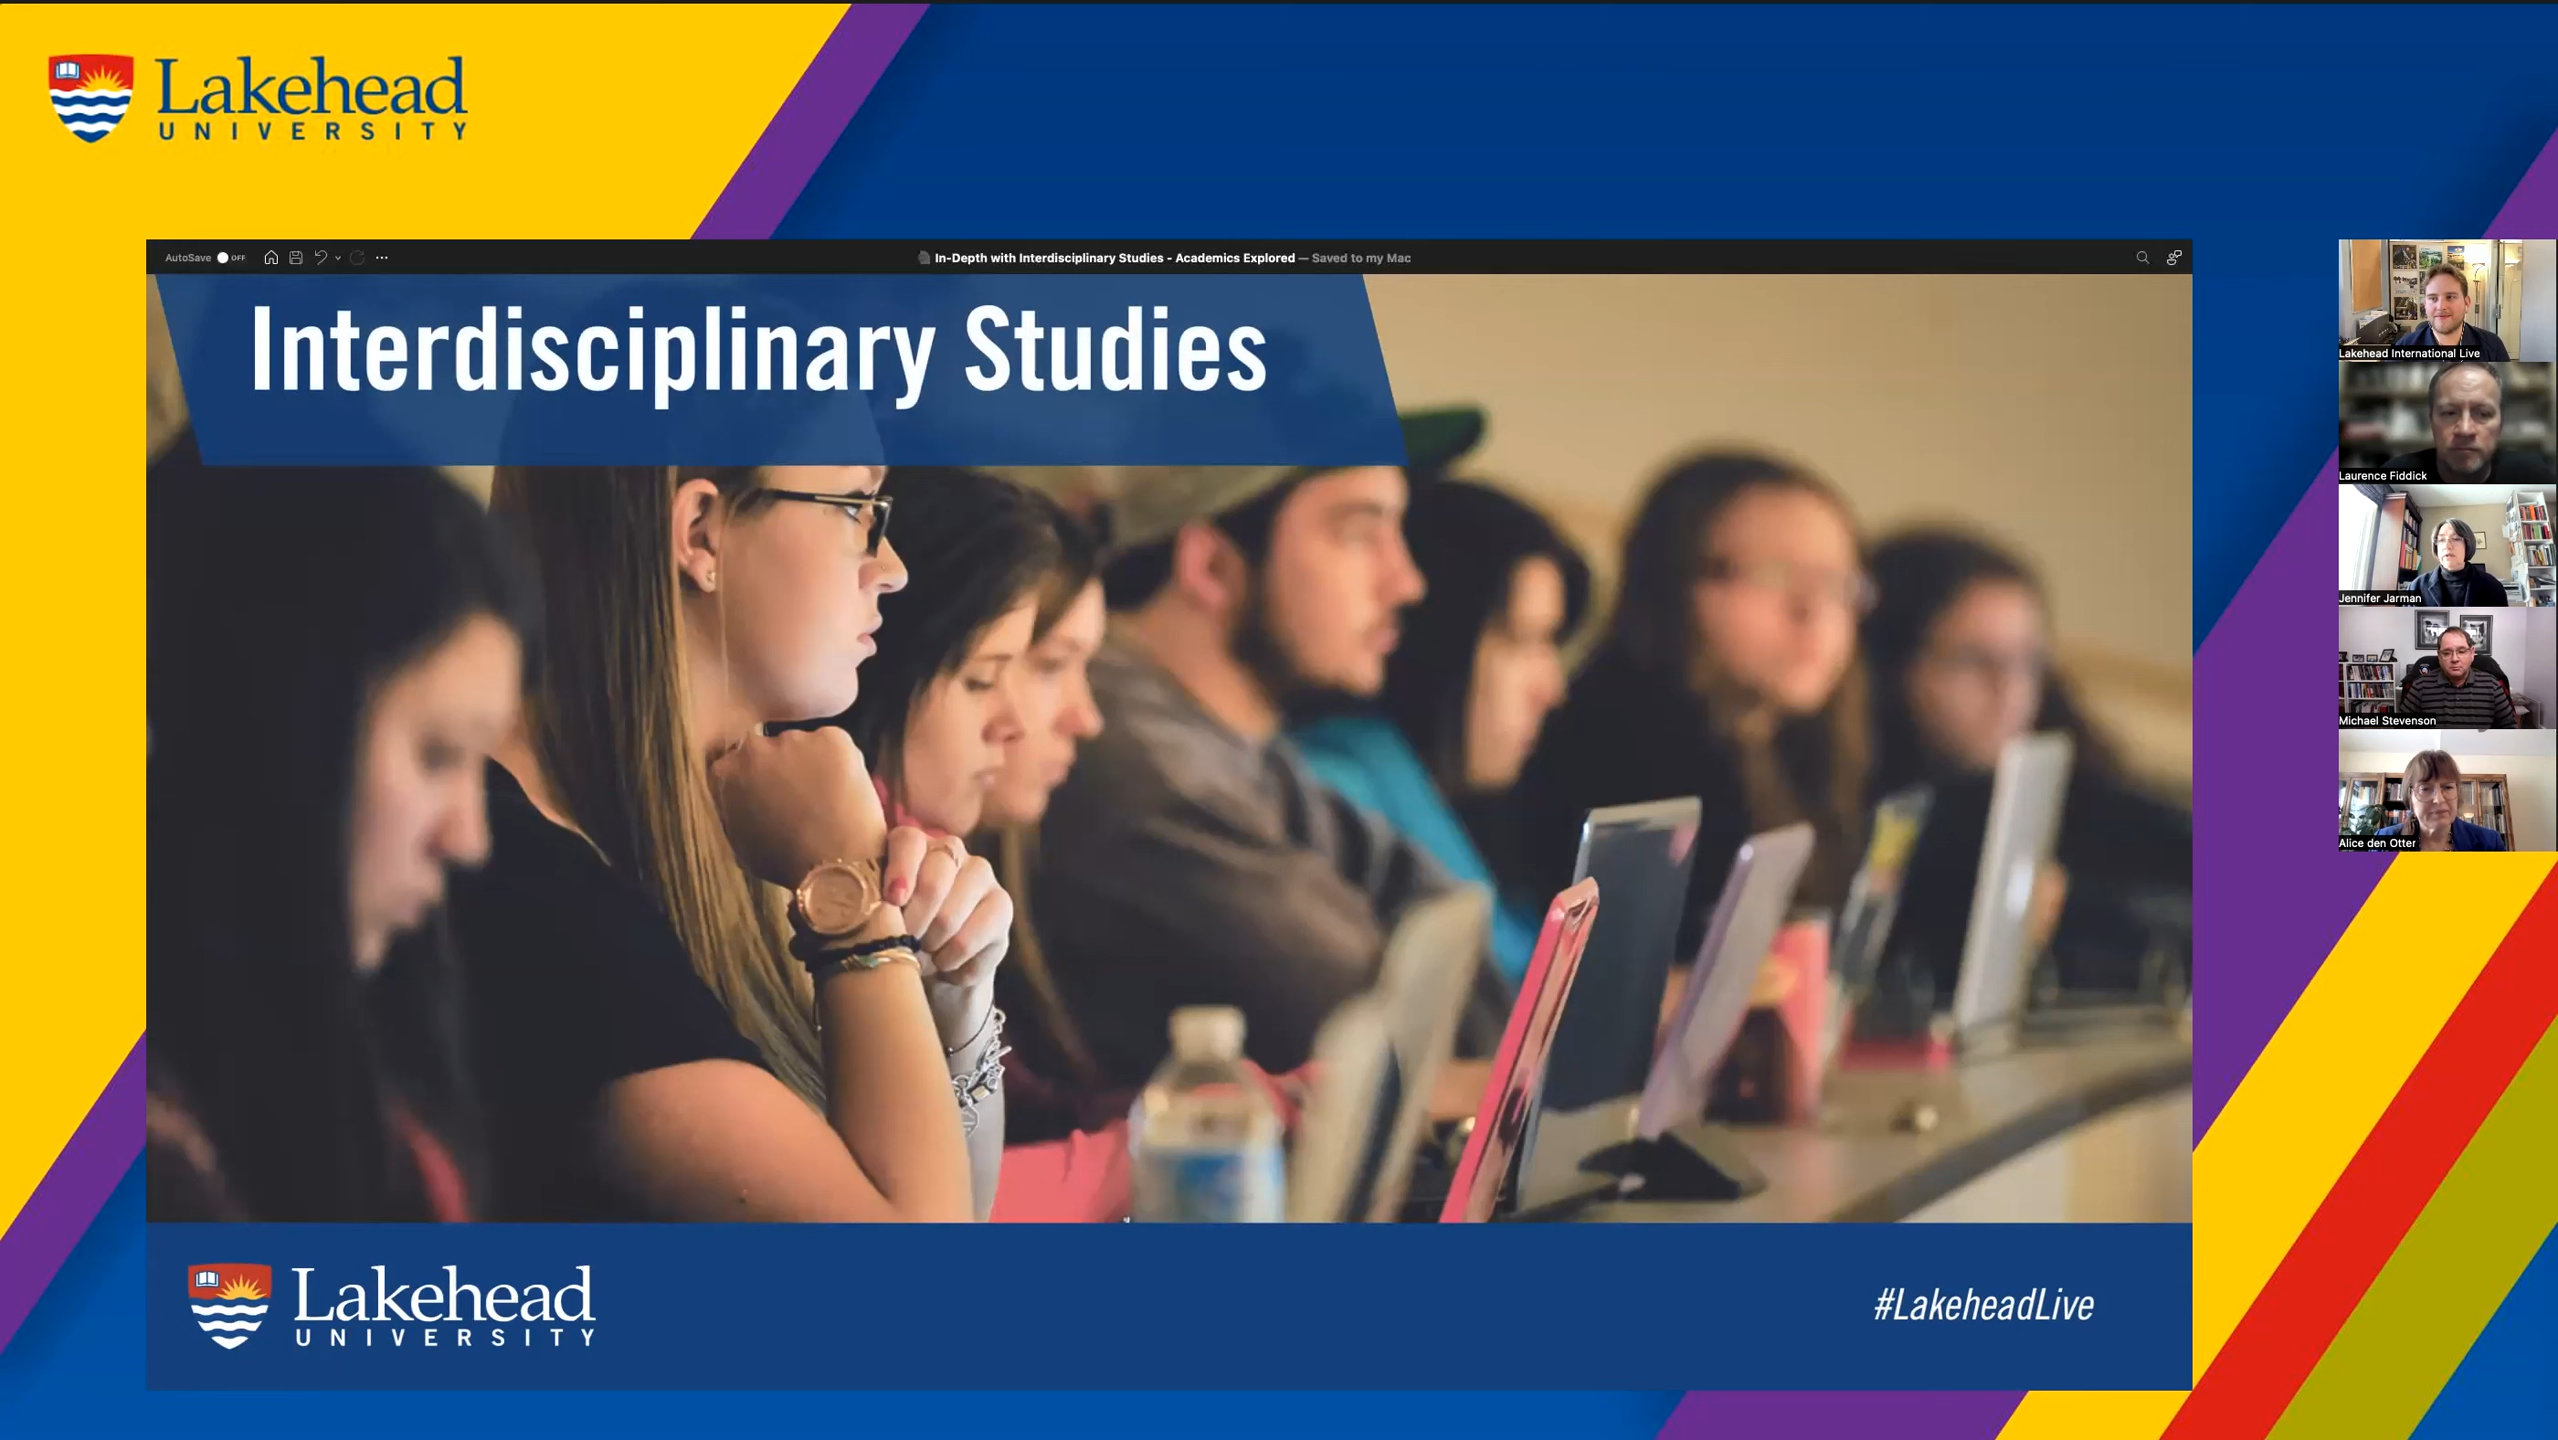 Lakehead
UNIVERSITY
AutoSave OFF
In-Depth with Interdisciplinary Studies - Academics Explored — Saved to my Mac
Interdisciplinary Studies
Lakehead International Live
Laurence Fiddick
Jennifer Jarman
Michael Stevenson
Alice den Otter
Lakehead
UNIVERSITY
#LakeheadLive